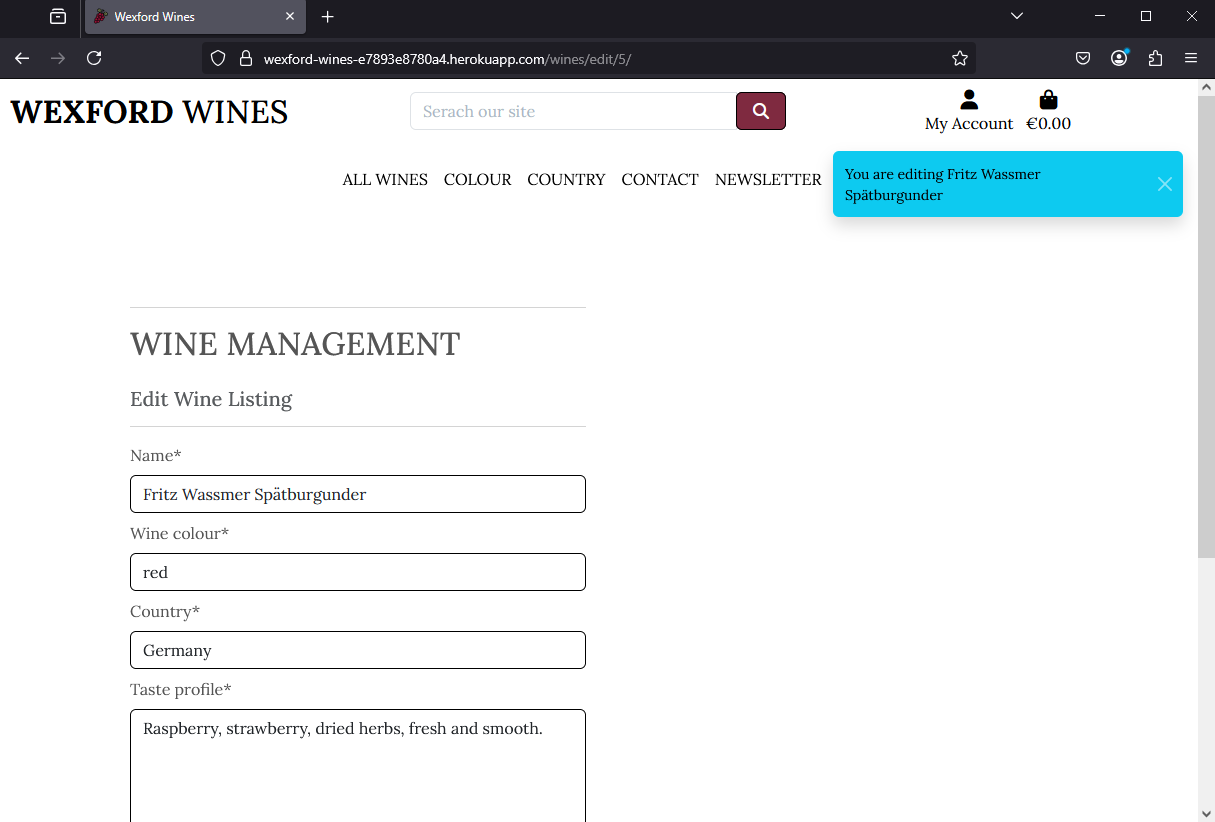 Wexford Wines
wexford-wines-e7893e8780a4.herokuapp.com/wines/edit/5/
WEXFORD WINES
Serach our site
My Account
€0.00
ALL WINES COLOUR COUNTRY CONTACT NEWSLETTER
You are editing Fritz Wassmer
Spätburgunder
WINE MANAGEMENT
Edit Wine Listing
Name*
Fritz Wassmer Spätburgunder
Wine colour*
red
Country*
Germany
Taste profile*
Raspberry, strawberry, dried herbs, fresh and smooth.